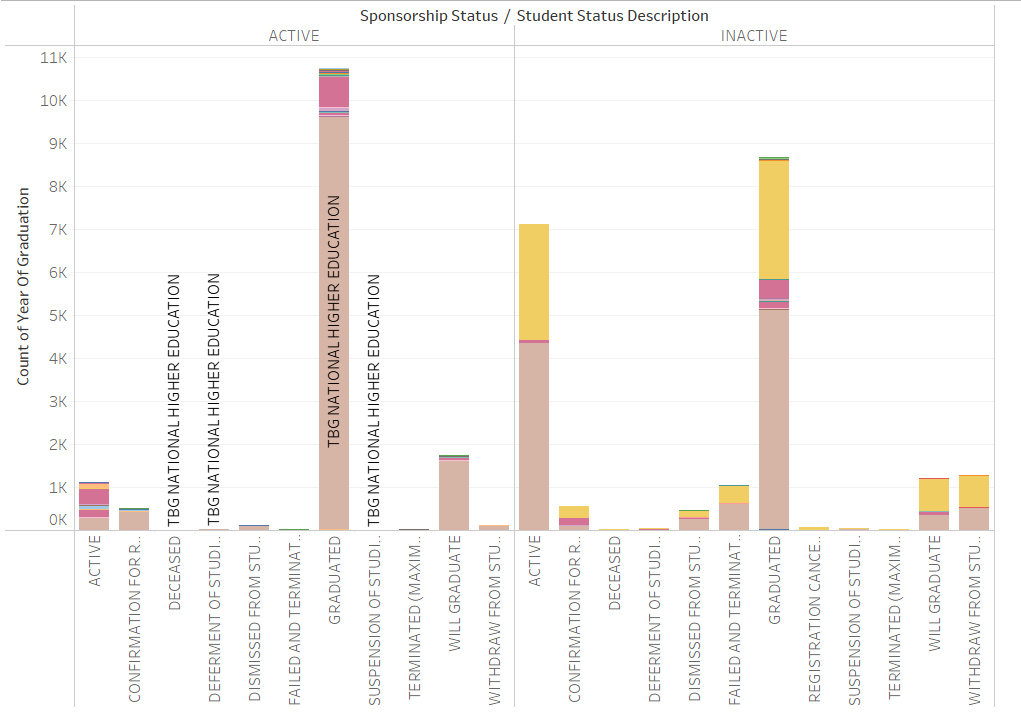 Sponsorship Status / Student Status Description
ACTIVE
INACTIVE
Count of Year Of Graduation
11K
10K
9K
8K
7K
6K
5K
4K
3K
2K
1K
0K
TBG NATIONAL HIGHER EDUCATION
TBG NATIONAL HIGHER EDUCATION
TBG NATIONAL HIGHER EDUCATION
TBG NATIONAL HIGHER EDUCATION
ACTIVE
CONFIRMATION FOR R..
DECEASED
DEFERMENT OF STUDI..
DISMISSED FROM STU..
FAILED AND TERMINAT..
GRADUATED
SUSPENSION OF STUDI..
TERMINATED (MAXIM..
WILL GRADUATE
WITHDRAW FROM STU..
ACTIVE
CONFIRMATION FOR R..
DECEASED
DEFERMENT OF STUDI..
DISMISSED FROM STU..
FAILED AND TERMINAT..
GRADUATED
REGISTRATION CANCE..
SUSPENSION OF STUDI..
TERMINATED (MAXIM..
WILL GRADUATE
WITHDRAW FROM STU..